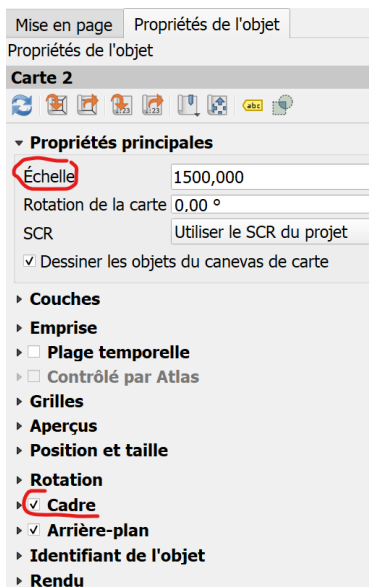 Mise en page Propriétés de l'objet
Propriétés de l'objet
Carte 2
abc
Propriétés principales
Échelle 1500,000
Rotation de la carte 0,00 °
SCR Utiliser le SCR du projet
Dessiner les objets du canevas de carte
Couches
Emprise
Plage temporelle
Contrôlé par Atlas
Grilles
Aperçus
Position et taille
Rotation
Cadre
Arrière-plan
Identifiant de l'objet
Rendu